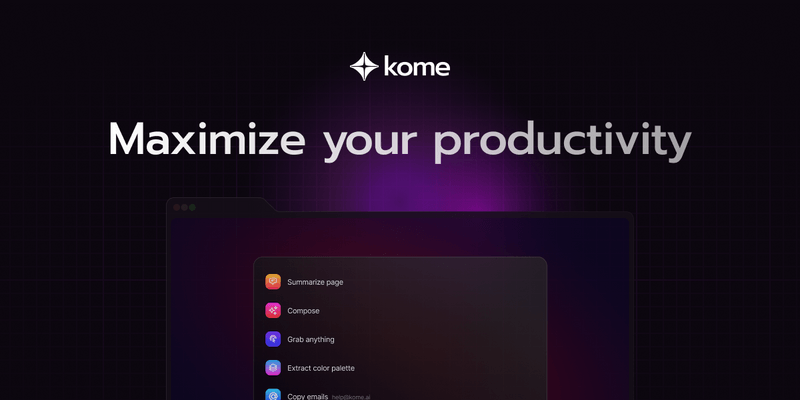 kome
Maximize your productivity
Summarize page
Compose
Grab anything
Extract color palette
Copy emails help@kome.ai